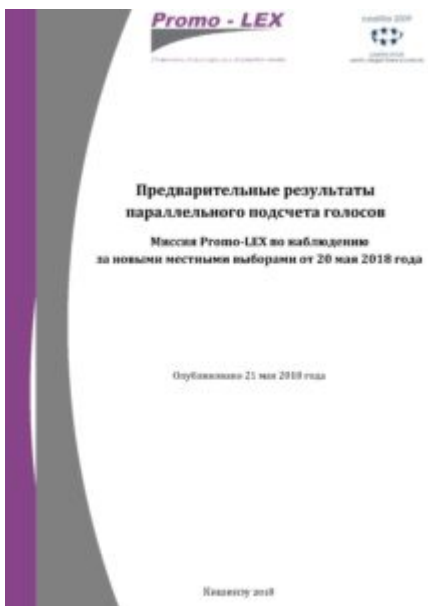 Promo - LEX
Предварительные результаты
параллельного подсчета голосов
Миссия Promo-LEX по наблюдению
за новыми местными выборами от 20 мая 2018 года
Опубликовано 21 мая 2018 года
Кишинэу 2018